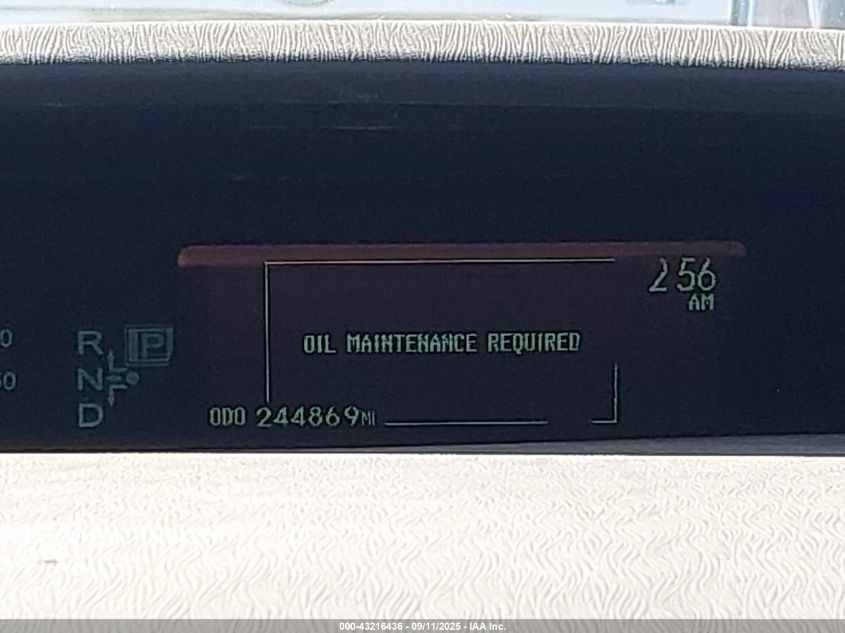 2:56
AM
R P
N
D
OIL MAINTENANCE REQUIRED
ODO 244869MI
000-43216436 - 09/11/2025 - IAA Inc.